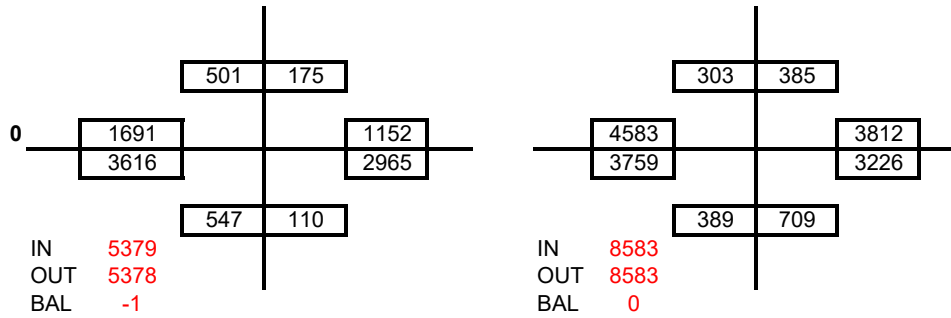 501 175 303 385
0 1691 1152 4583 3812
3616 2965 3759 3226
547 110 389 709
IN 5379 IN 8583
OUT 5378 OUT 8583
BAL -1 BAL 0